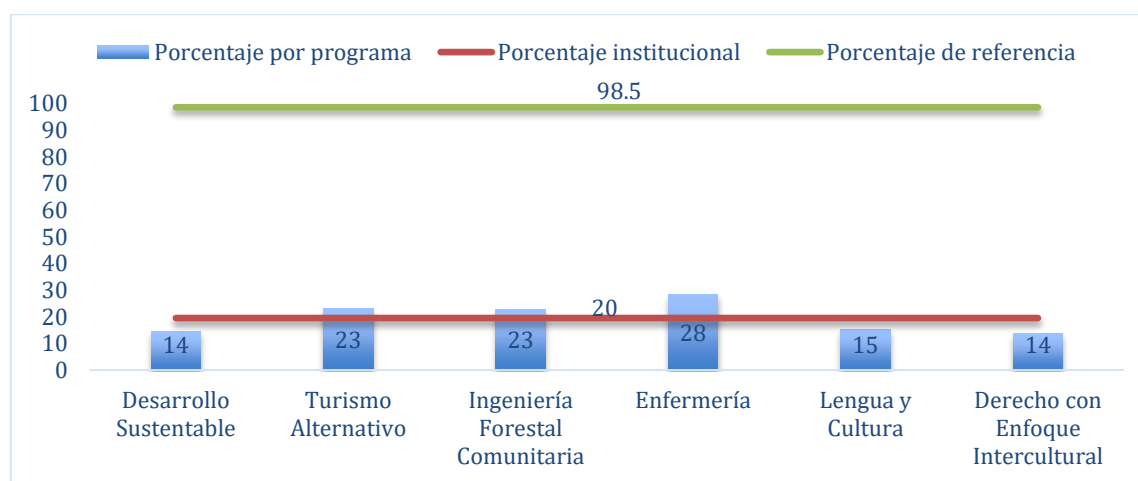 Porcentaje por programa Porcentaje institucional Porcentaje de referencia
98.5
100
90
80
70
60
50
40
30
20
10
0
20
14 23 23 28 15 14
Desarrollo Sustentable
Turismo Alternativo
Ingeniería Forestal Comunitaria
Enfermería
Lengua y Cultura
Derecho con Enfoque Intercultural